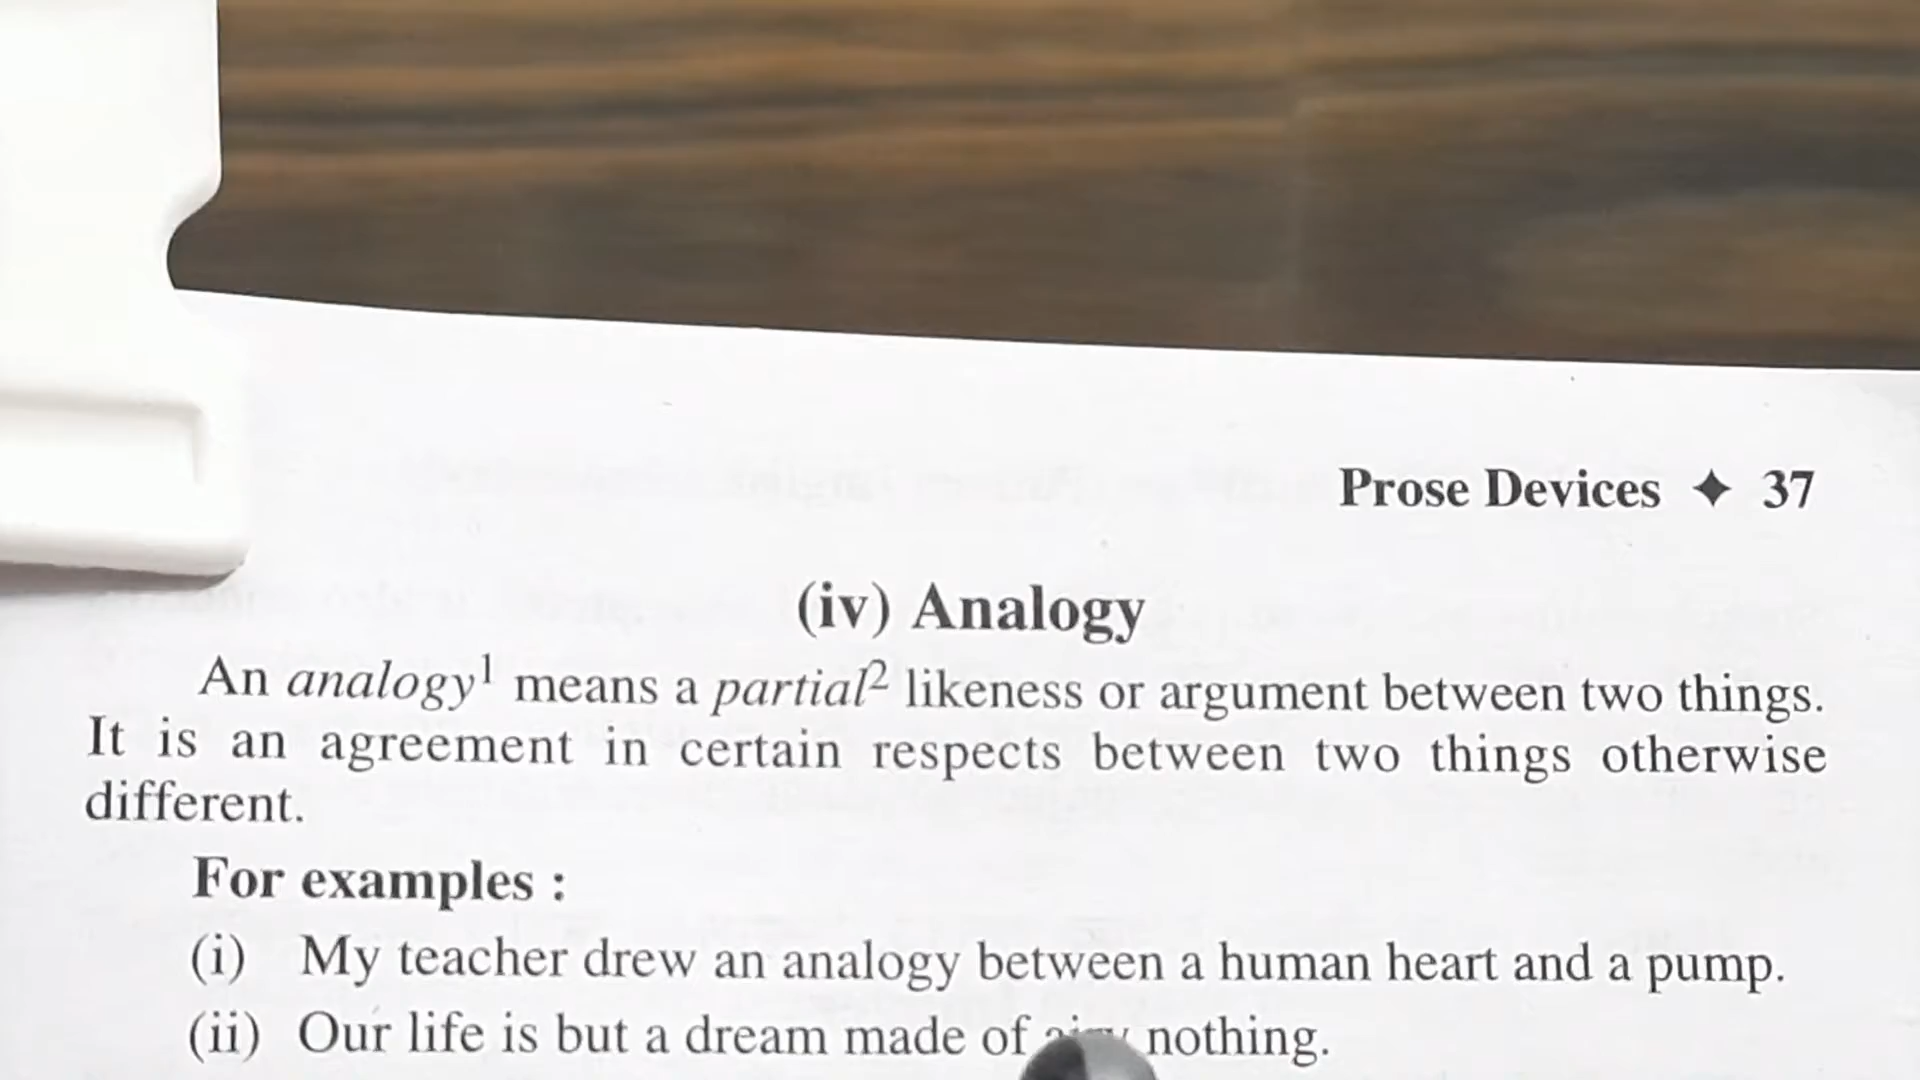 Prose Devices ✦ 37
(iv) Analogy
An analogy¹ means a partial² likeness or argument between two things.
It is an agreement in certain respects between two things otherwise
different.
For examples :
(i) My teacher drew an analogy between a human heart and a pump.
(ii) Our life is but a dream made of nothing.